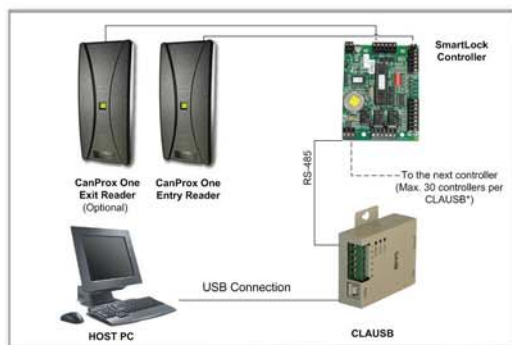 SmartLock
Controller
CanProx One
Exit Reader
(Optional)
CanProx One
Entry Reader
RS-485
To the next controller
(Max. 30 controllers per
CLAUSB*)
USB Connection
HOST PC
CLAUSB